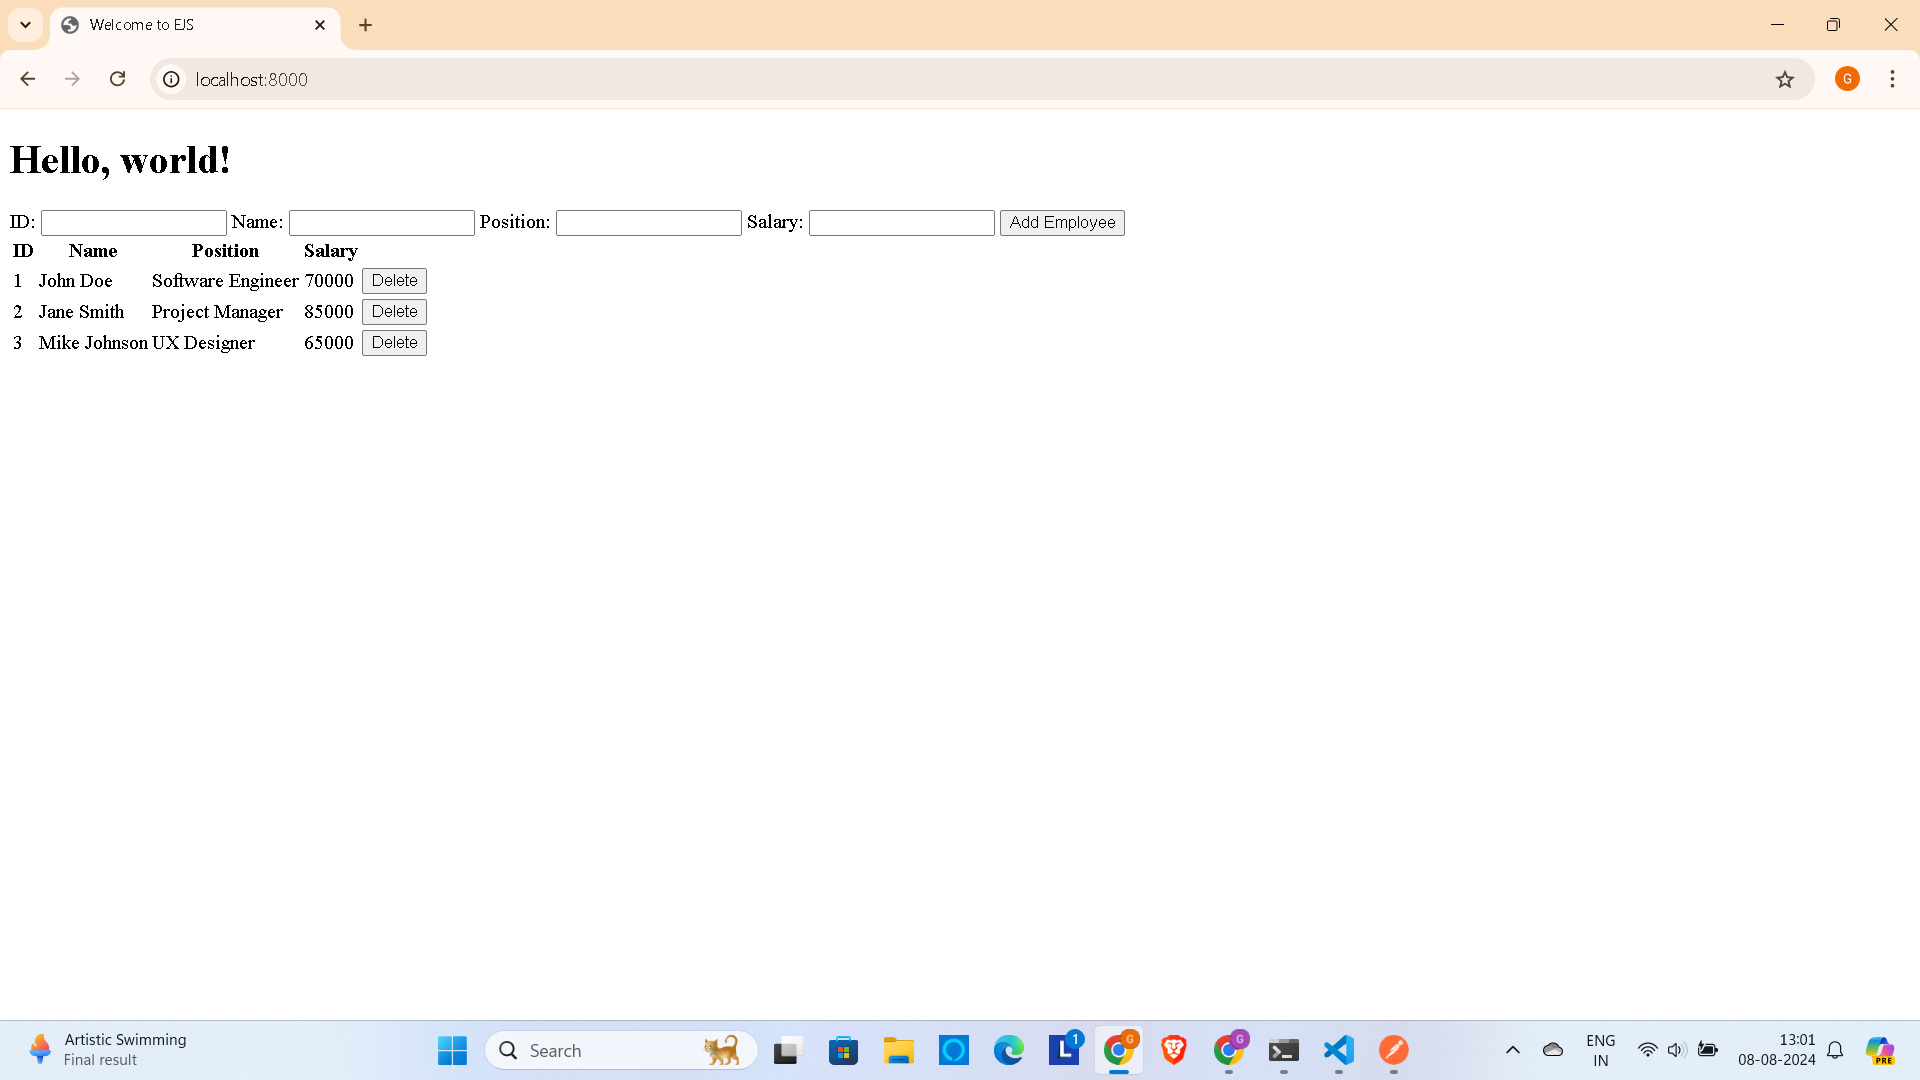 Welcome to EJS
localhost:8000
G
Hello, world!
ID: Name: Position: Salary: Add Employee
ID Name Position Salary
1 John Doe Software Engineer 70000 Delete
2 Jane Smith Project Manager 85000 Delete
3 Mike Johnson UX Designer 65000 Delete
Artistic Swimming
Final result
Search
L 1
G
G
ENG
IN
13:01
08-08-2024
PRE